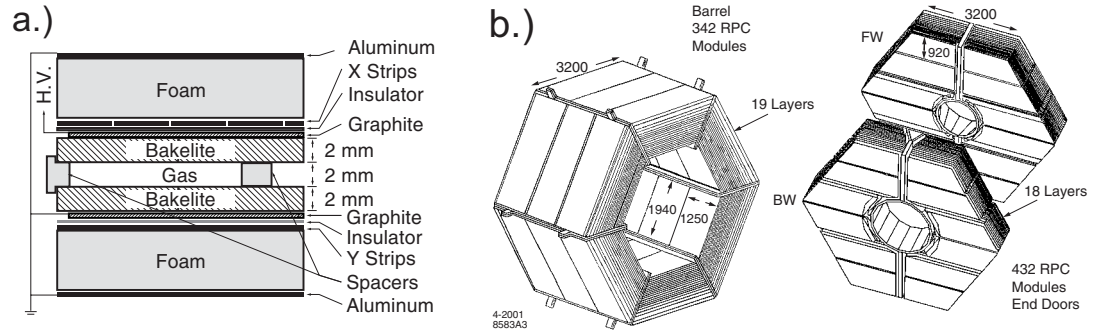 a.)
H.V.
Aluminum
X Strips
Insulator
Graphite
Foam
Bakelite
2 mm
Gas
2 mm
Bakelite
2 mm
Graphite
Insulator
Y Strips
Foam
Spacers
Aluminum
b.)
Barrel
342 RPC
Modules
3200
19 Layers
1940
1250
4-2001
8583A3
FW
3200
920
18 Layers
BW
432 RPC
Modules
End Doors